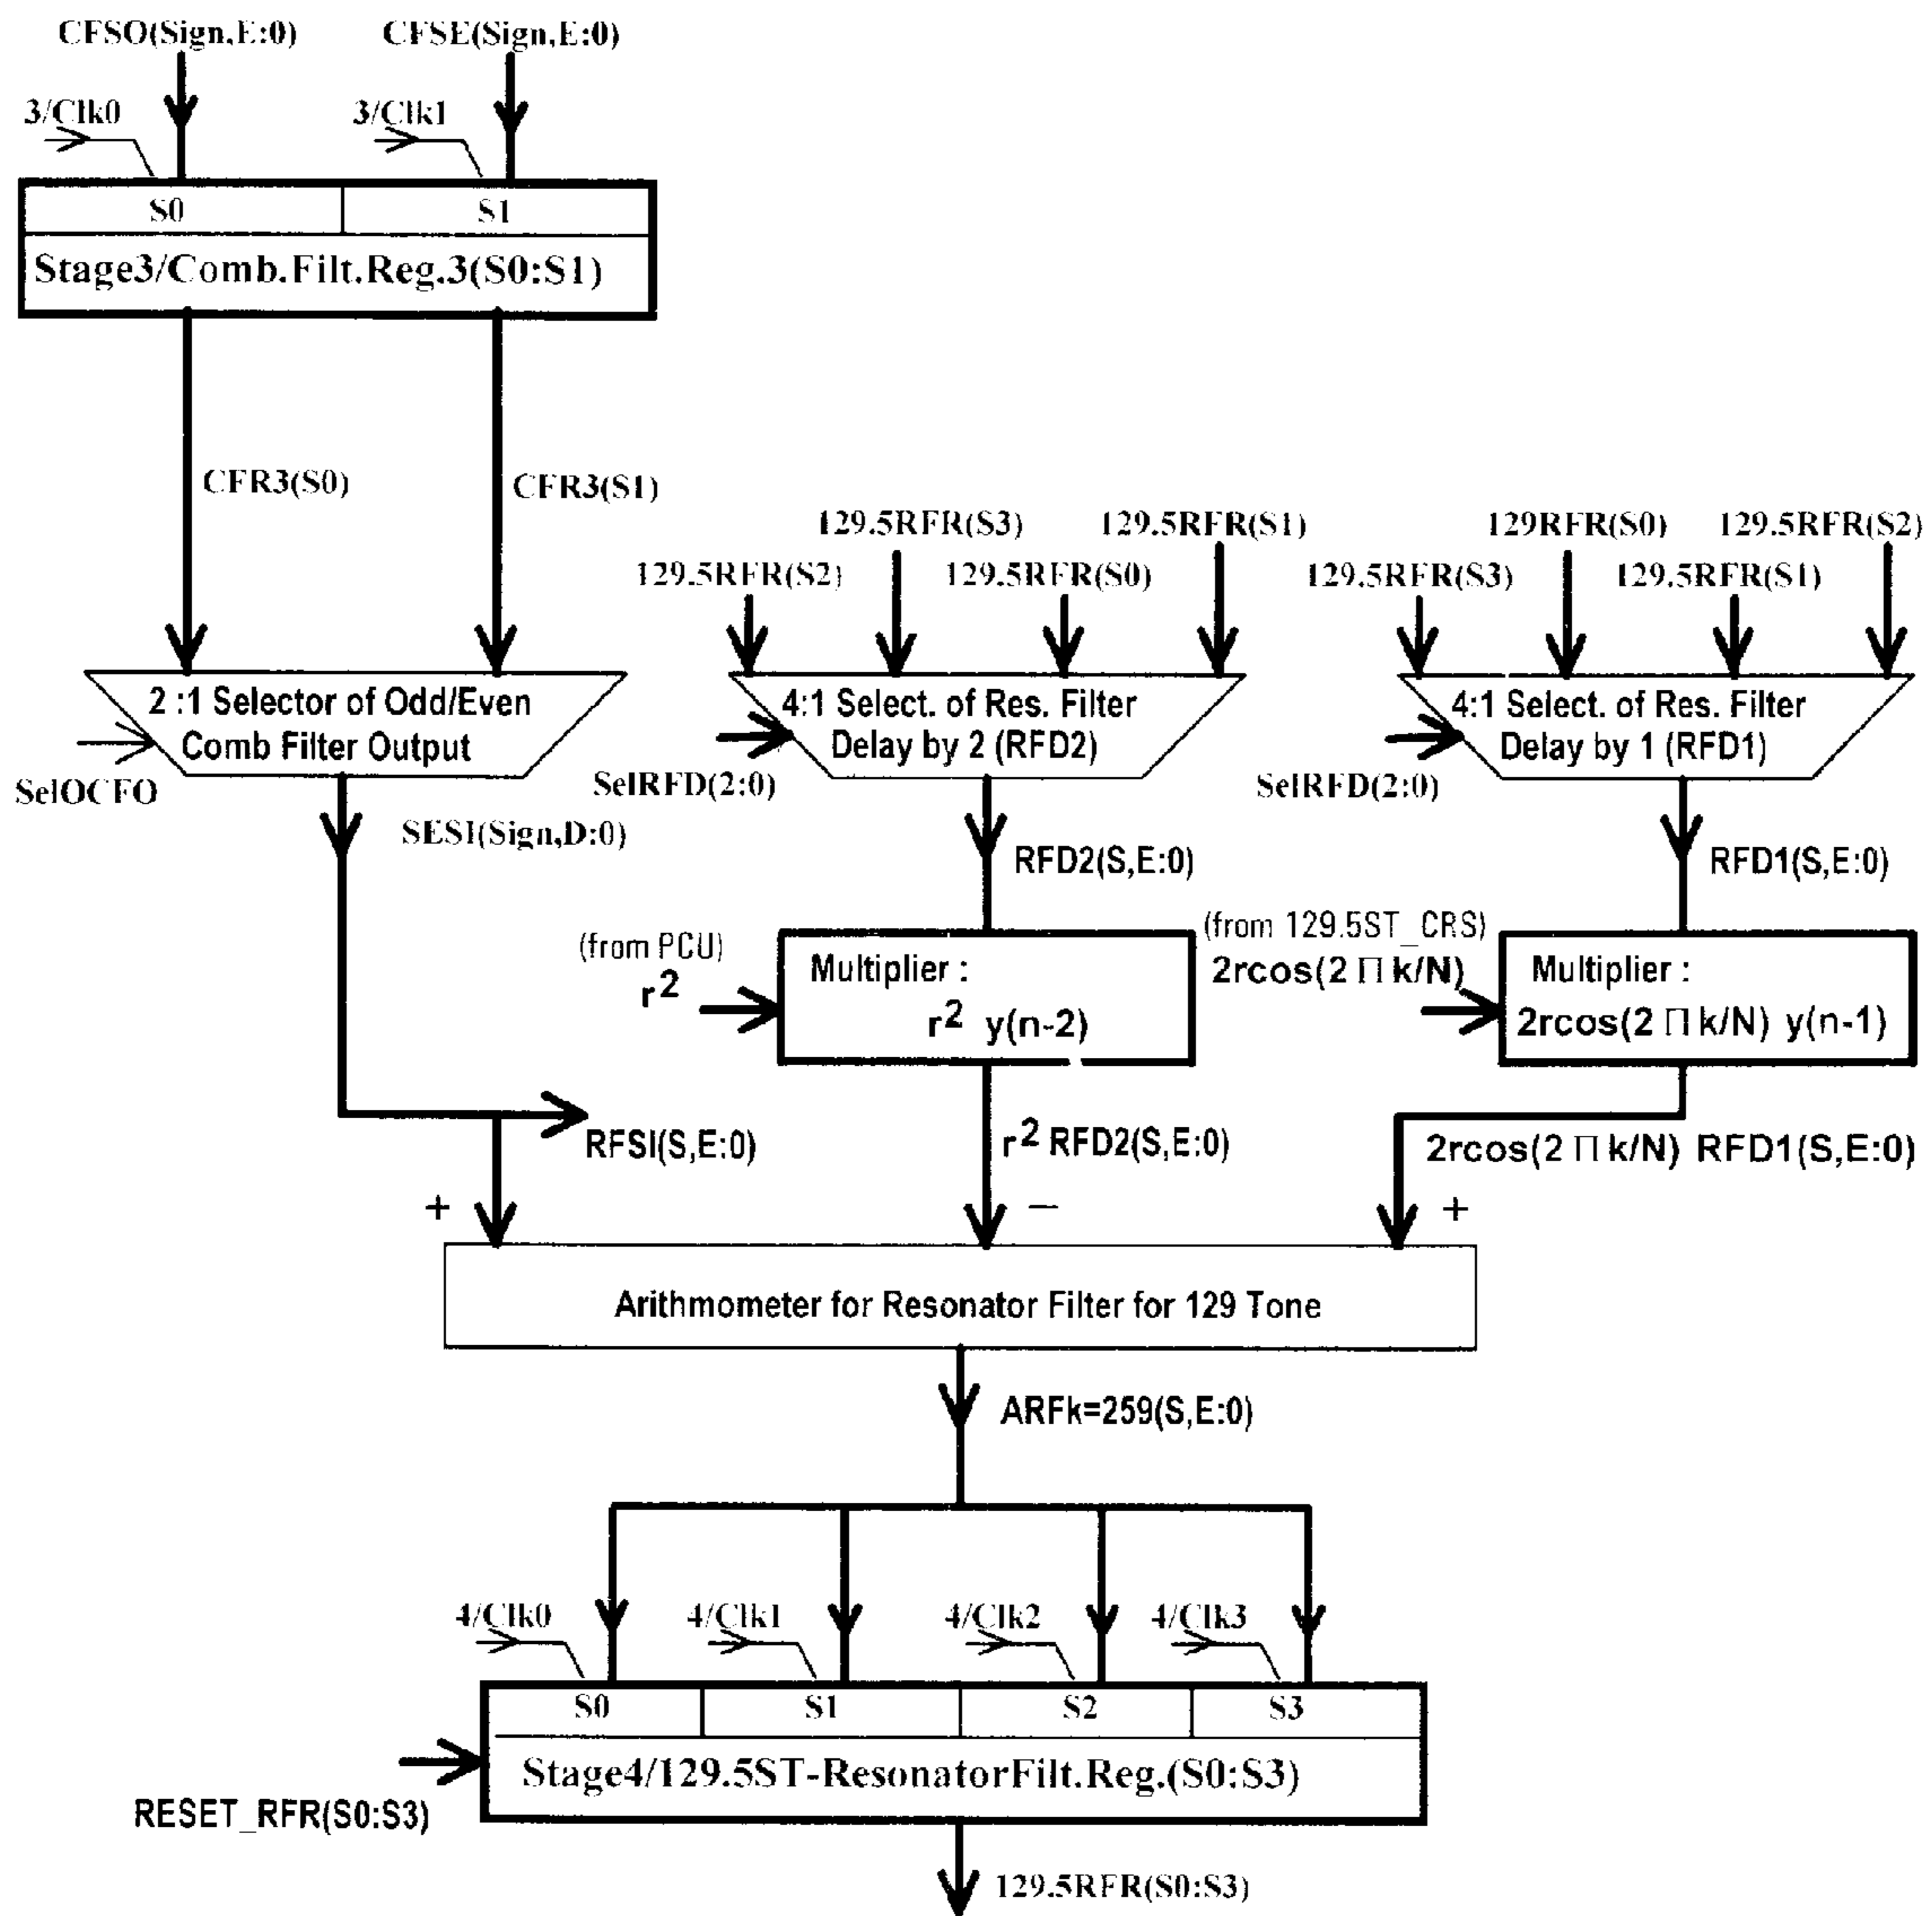 CFSO(Sign,E:0)
CFSE(Sign,E:0)
3/Clk0
3/Clk1
S0
S1
Stage3/Comb.Filt.Reg.3(S0:S1)
CFR3(S0)
CFR3(S1)
129.5RFR(S3)
129.5RFR(S1)
129RFR(S0)
129.5RFR(S2)
129.5RFR(S2)
129.5RFR(S0)
129.5RFR(S3)
129.5RFR(S1)
2 :1 Selector of Odd/Even
Comb Filter Output
4:1 Select. of Res. Filter
Delay by 2 (RFD2)
4:1 Select. of Res. Filter
Delay by 1 (RFD1)
SelOCFO
SelRFD(2:0)
SelRFD(2:0)
SESI(Sign,D:0)
RFD2(S,E:0)
RFD1(S,E:0)
(from PCU)
r²
Multiplier :
r² y(n-2)
(from 129.5ST_CRS)
2rcos(2 Π k/N)
Multiplier :
2rcos(2 Π k/N) y(n-1)
RFSI(S,E:0)
r² RFD2(S,E:0)
2rcos(2 Π k/N) RFD1(S,E:0)
+
−
+
Arithmometer for Resonator Filter for 129 Tone
ARFk=259(S,E:0)
4/Clk0
4/Clk1
4/Clk2
4/Clk3
S0
S1
S2
S3
Stage4/129.5ST-ResonatorFilt.Reg.(S0:S3)
RESET_RFR(S0:S3)
129.5RFR(S0:S3)